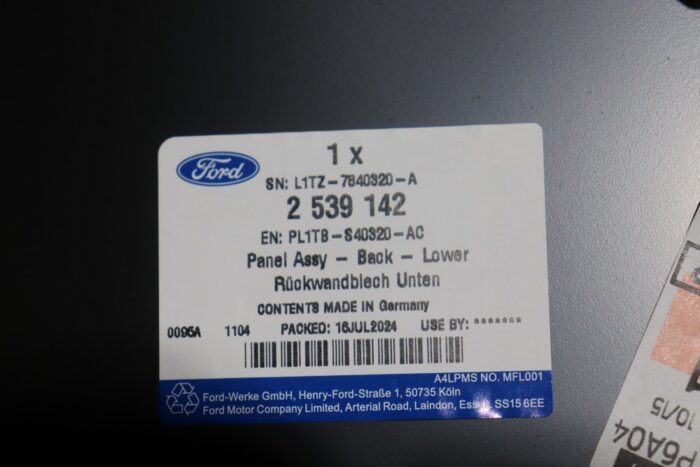 Ford
1 x
SN: L1TZ-7840320-A
2 539 142
EN: PL1TB-S40320-AC
Panel Assy - Back - Lower
Rückwandblech Unten
CONTENTS MADE IN Germany
0095A 1104 PACKED: 16JUL2024 USE BY: *******
A4LPMS NO. MFL001
Ford-Werke GmbH, Henry-Ford-Straße 1, 50735 Köln
Ford Motor Company Limited, Arterial Road, Laindon, Essex SS15 6EE
P6A04
10/15